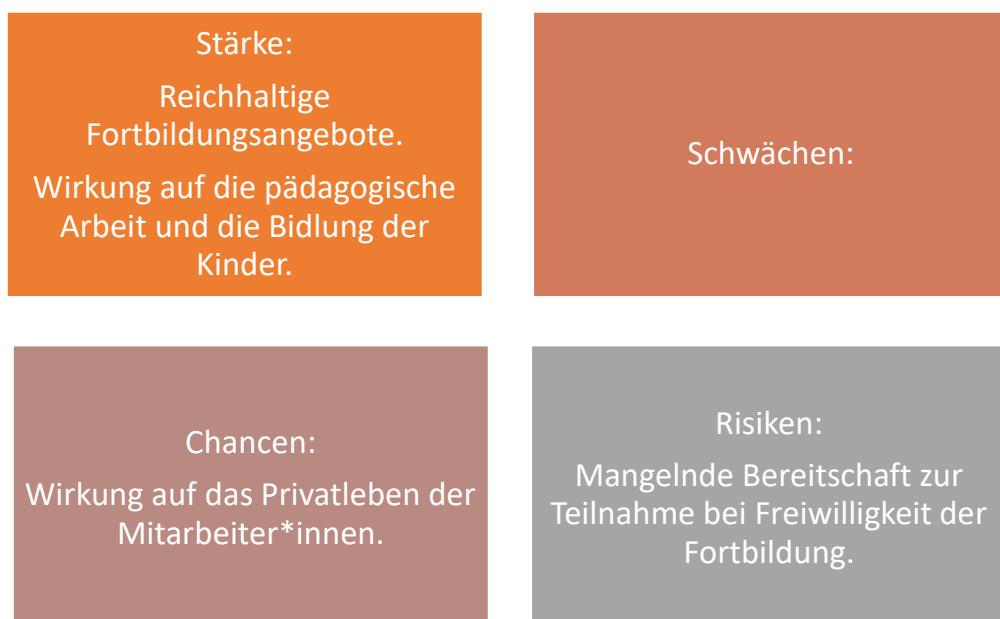 Stärke:
Reichhaltige
Fortbildungsangebote.
Wirkung auf die pädagogische
Arbeit und die Bidlung der
Kinder.
Schwächen:
Chancen:
Wirkung auf das Privatleben der
Mitarbeiter*innen.
Risiken:
Mangelnde Bereitschaft zur
Teilnahme bei Freiwilligkeit der
Fortbildung.